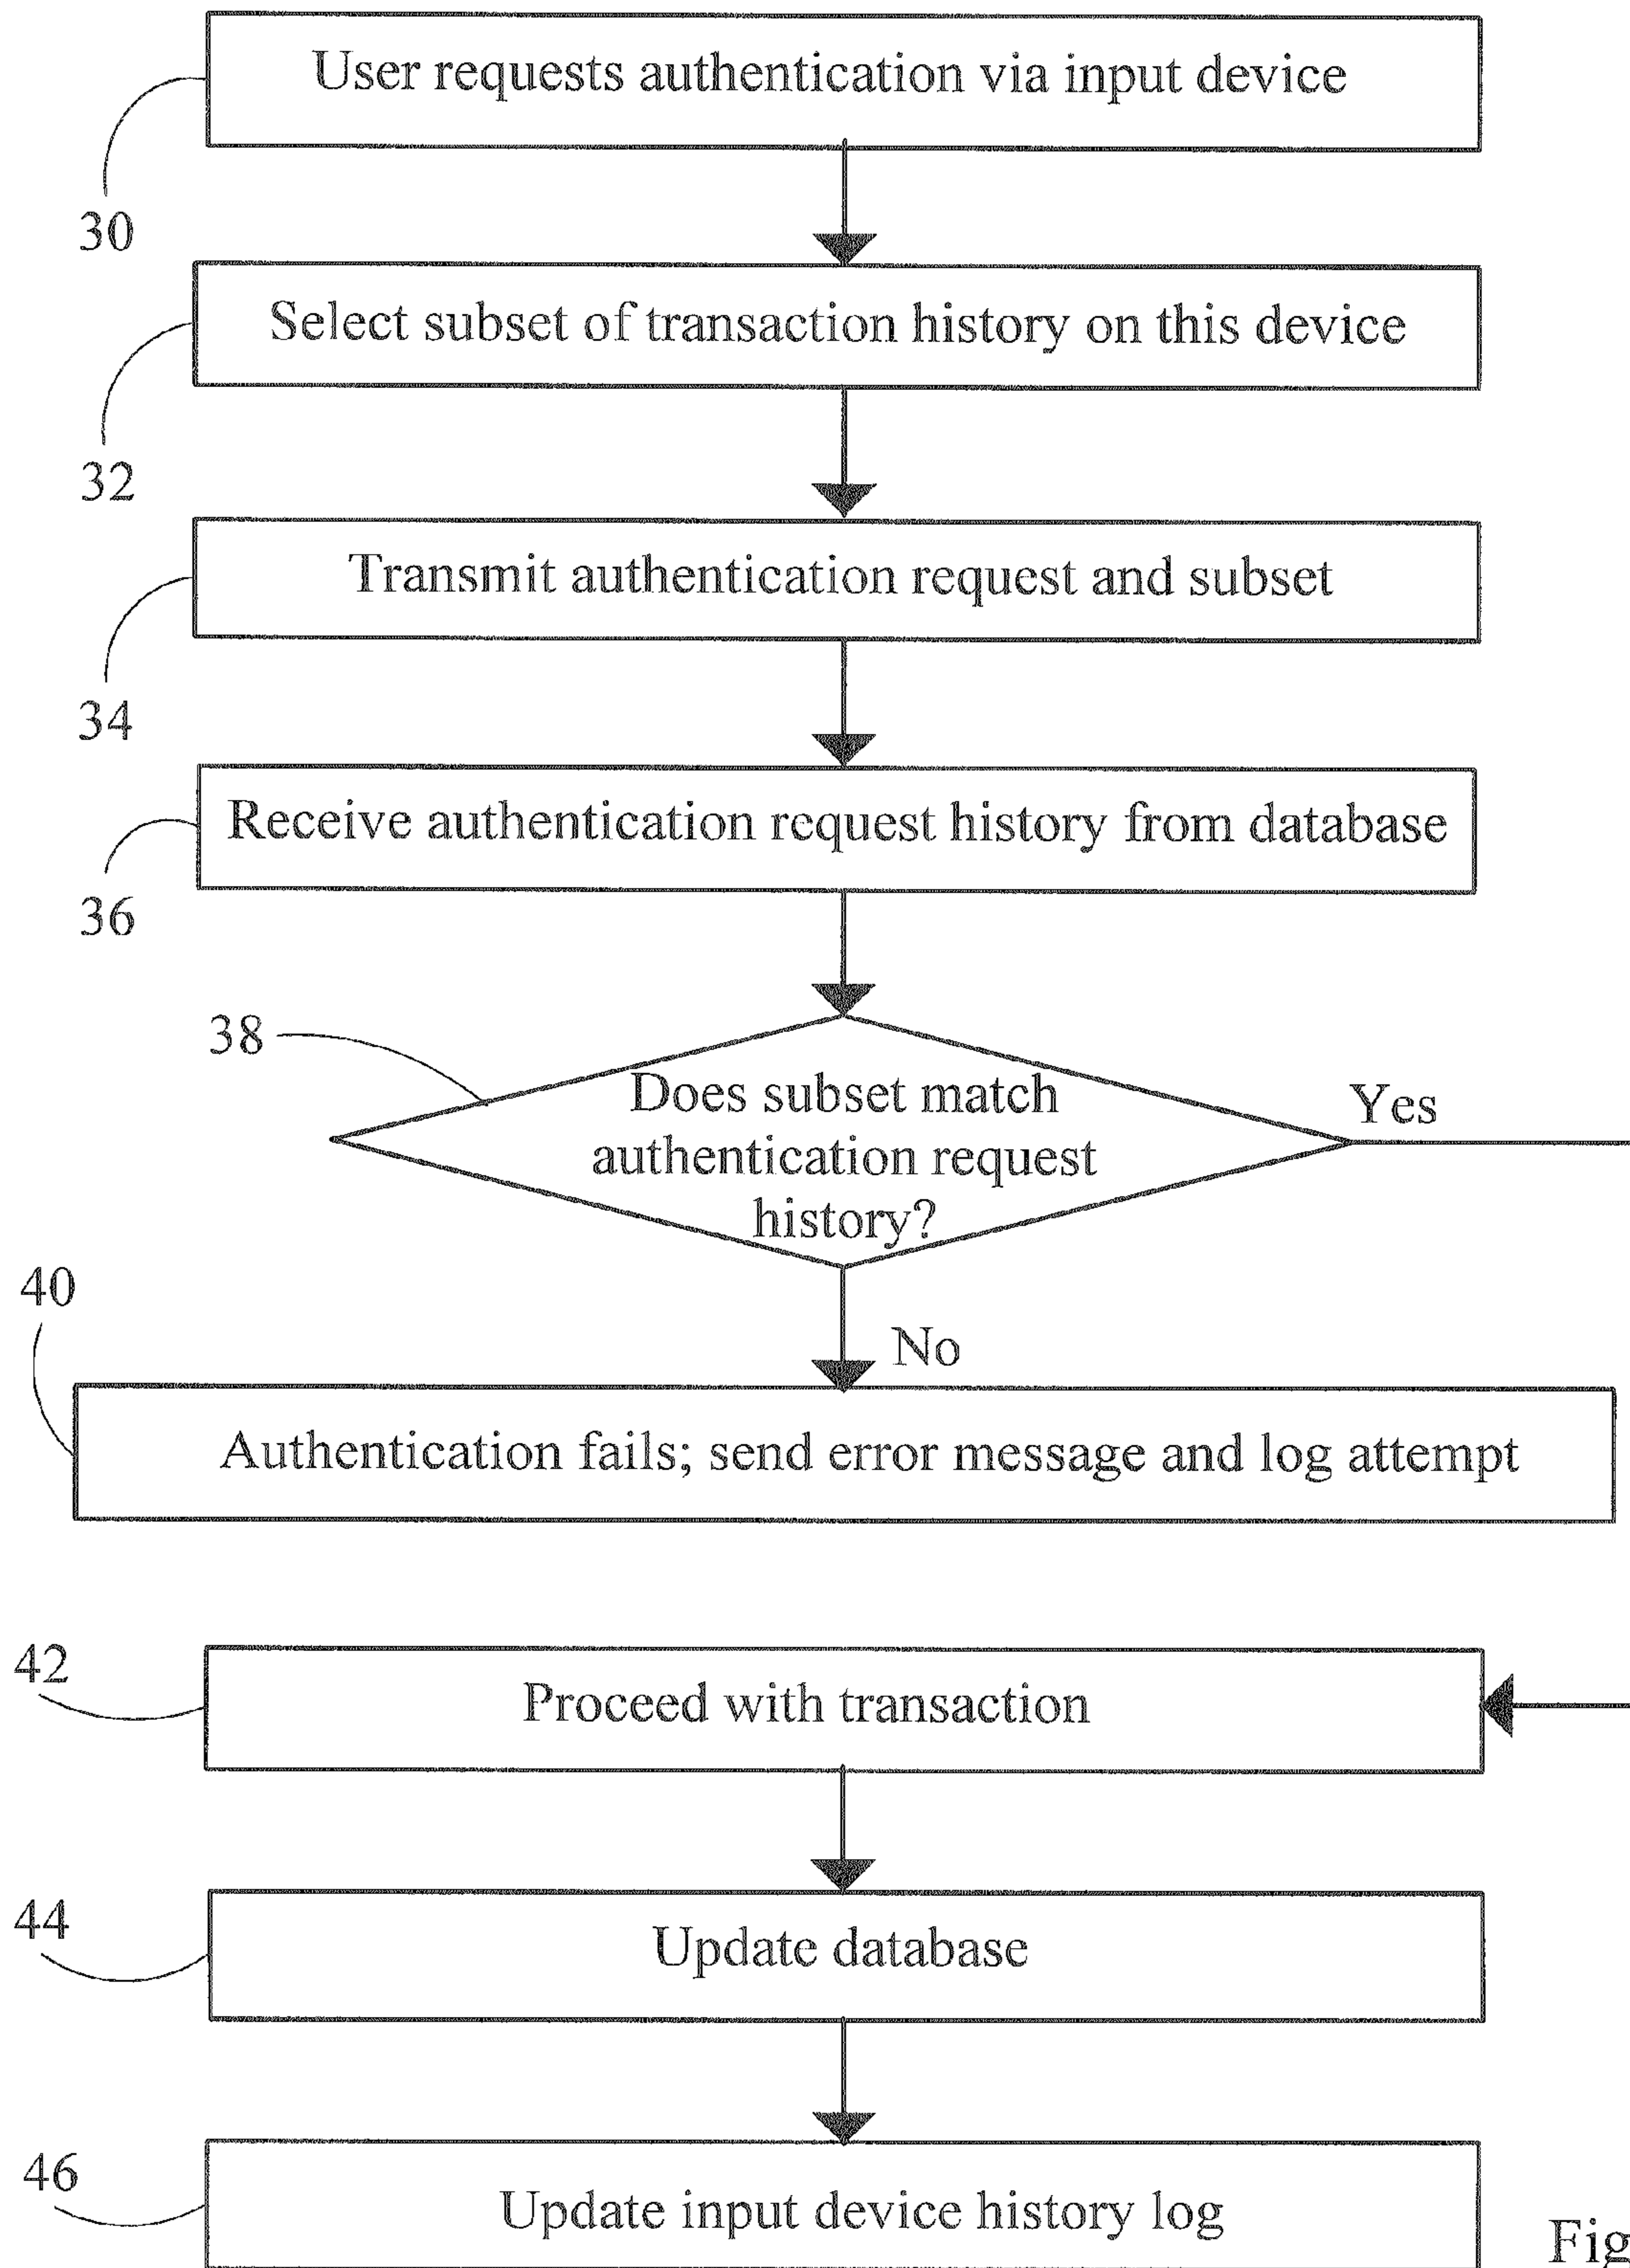 User requests authentication via input device
30
Select subset of transaction history on this device
32
Transmit authentication request and subset
34
Receive authentication request history from database
36
38
Does subset match
authentication request
history?
Yes
40
No
Authentication fails; send error message and log attempt
42
Proceed with transaction
44
Update database
46
Update input device history log
Fig